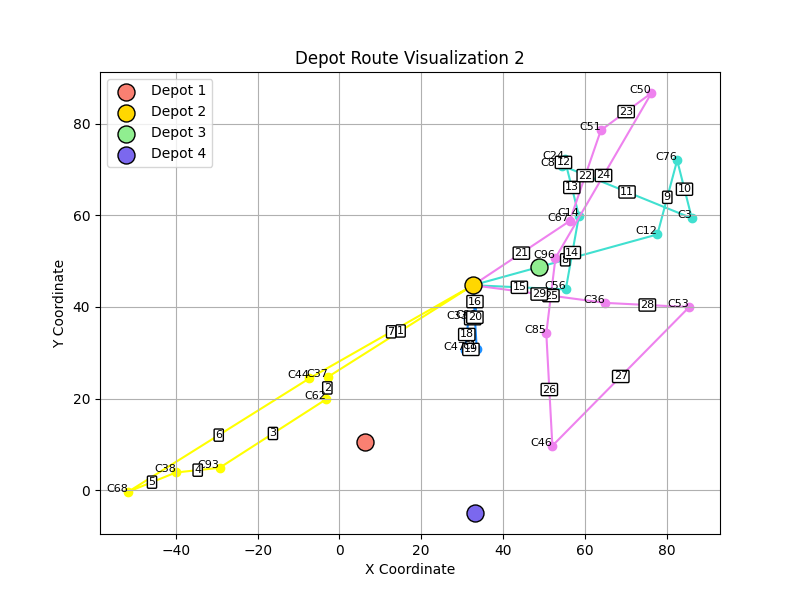 Depot Route Visualization 2
Depot 1
Depot 2
Depot 3
Depot 4
Y Coordinate
80
60
40
20
0
−40
−20
0
20
40
60
80
X Coordinate
C50
23
C51
C24
12
C8
C76
22
24
13
11
9
10
C14
C67
C3
C12
21
C96
14
8
15
C56
29
25
C36
28
C53
16
20
18
C47
19
C85
7
1
C44
C37
2
C62
26
27
6
3
C46
C38
4
C93
5
C68